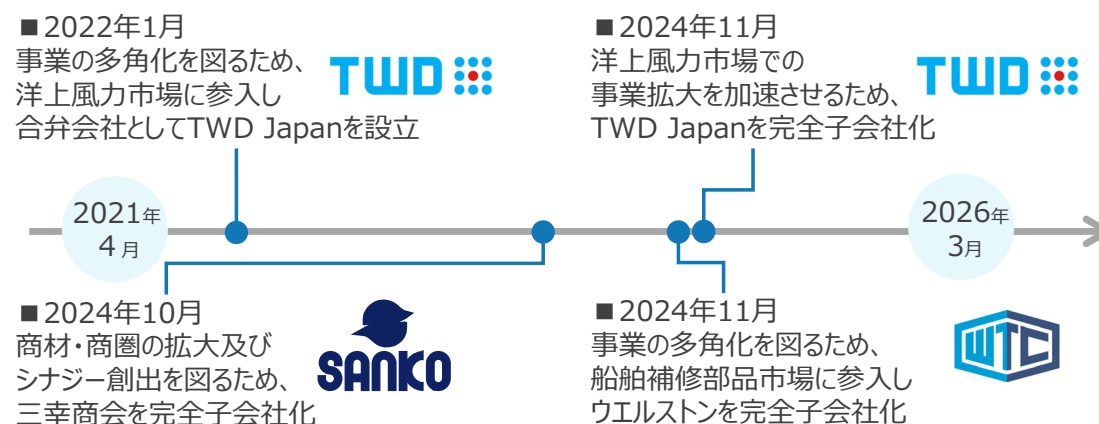 ■2022年1月
事業の多角化を図るため、
洋上風力市場に参入し
合弁会社としてTWD Japanを設立
TWD
■2024年11月
洋上風力市場での
事業拡大を加速させるため、
TWD Japanを完全子会社化
TWD
2021年
4月
2026年
3月
■2024年10月
商材・商圏の拡大及び
シナジー創出を図るため、
三幸商会を完全子会社化
SANKO
■2024年11月
事業の多角化を図るため、
船舶補修部品市場に参入し
ウエルストンを完全子会社化
WTC